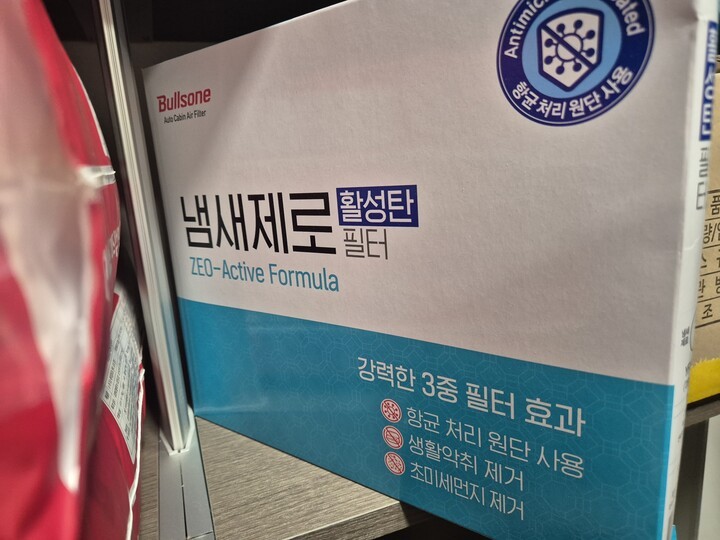 Bullsone
Auto Cabin Air Filter
항균 처리 원단 사용
냄새제로 활성탄 필터
ZEO-Active Formula
강력한 3중 필터 효과
항균 처리 원단 사용
생활악취 제거
초미세먼지 제거